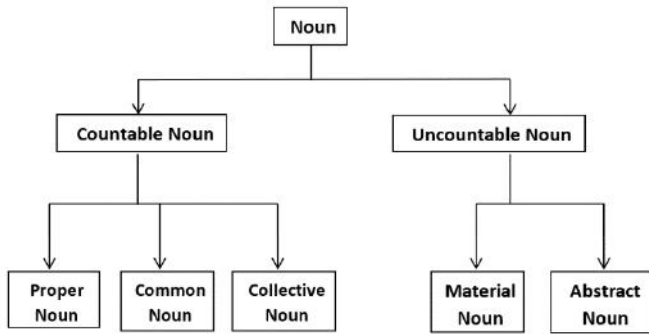 Noun
Countable Noun
Uncountable Noun
Proper
Noun
Common
Noun
Collective
Noun
Material
Noun
Abstract
Noun